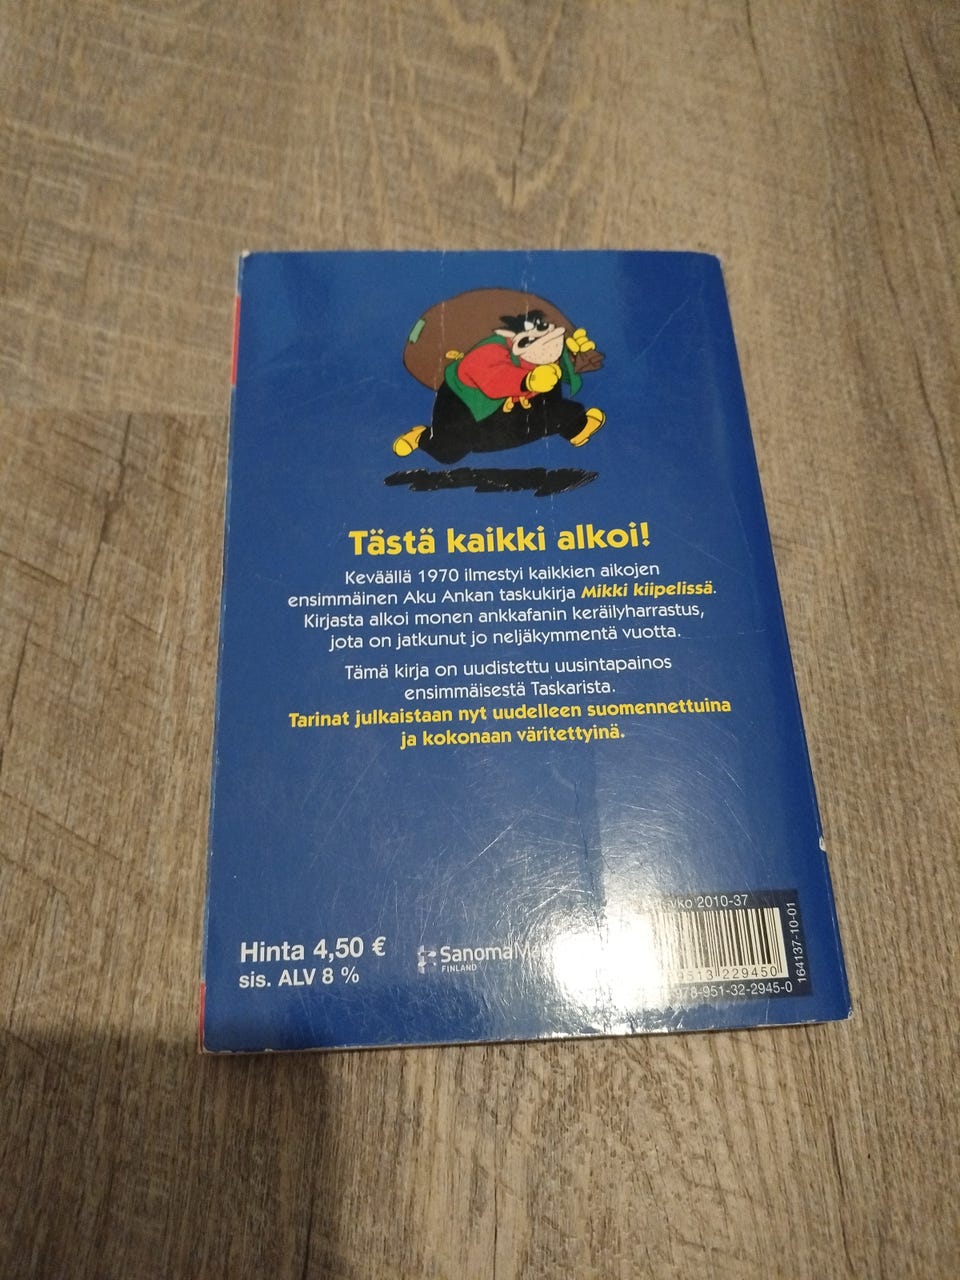 Tästä kaikki alkoi!
Keväällä 1970 ilmestyi kaikkien aikojen
ensimmäinen Aku Ankan taskukirja Mikki kiipelissä.
Kirjasta alkoi monen ankkafanin keräilyharrastus,
jota on jatkunut jo neljäkymmentä vuotta.
Tämä kirja on uudistettu uusintapainos
ensimmäisestä Taskarista.
Tarinat julkaistaan nyt uudelleen suomennettuina
ja kokonaan väritettyinä.
Hinta 4,50 €
sis. ALV 8 %
FINLAND
vko 2010-37
9513 229450
978-951-32-2945-0
164137-10-01